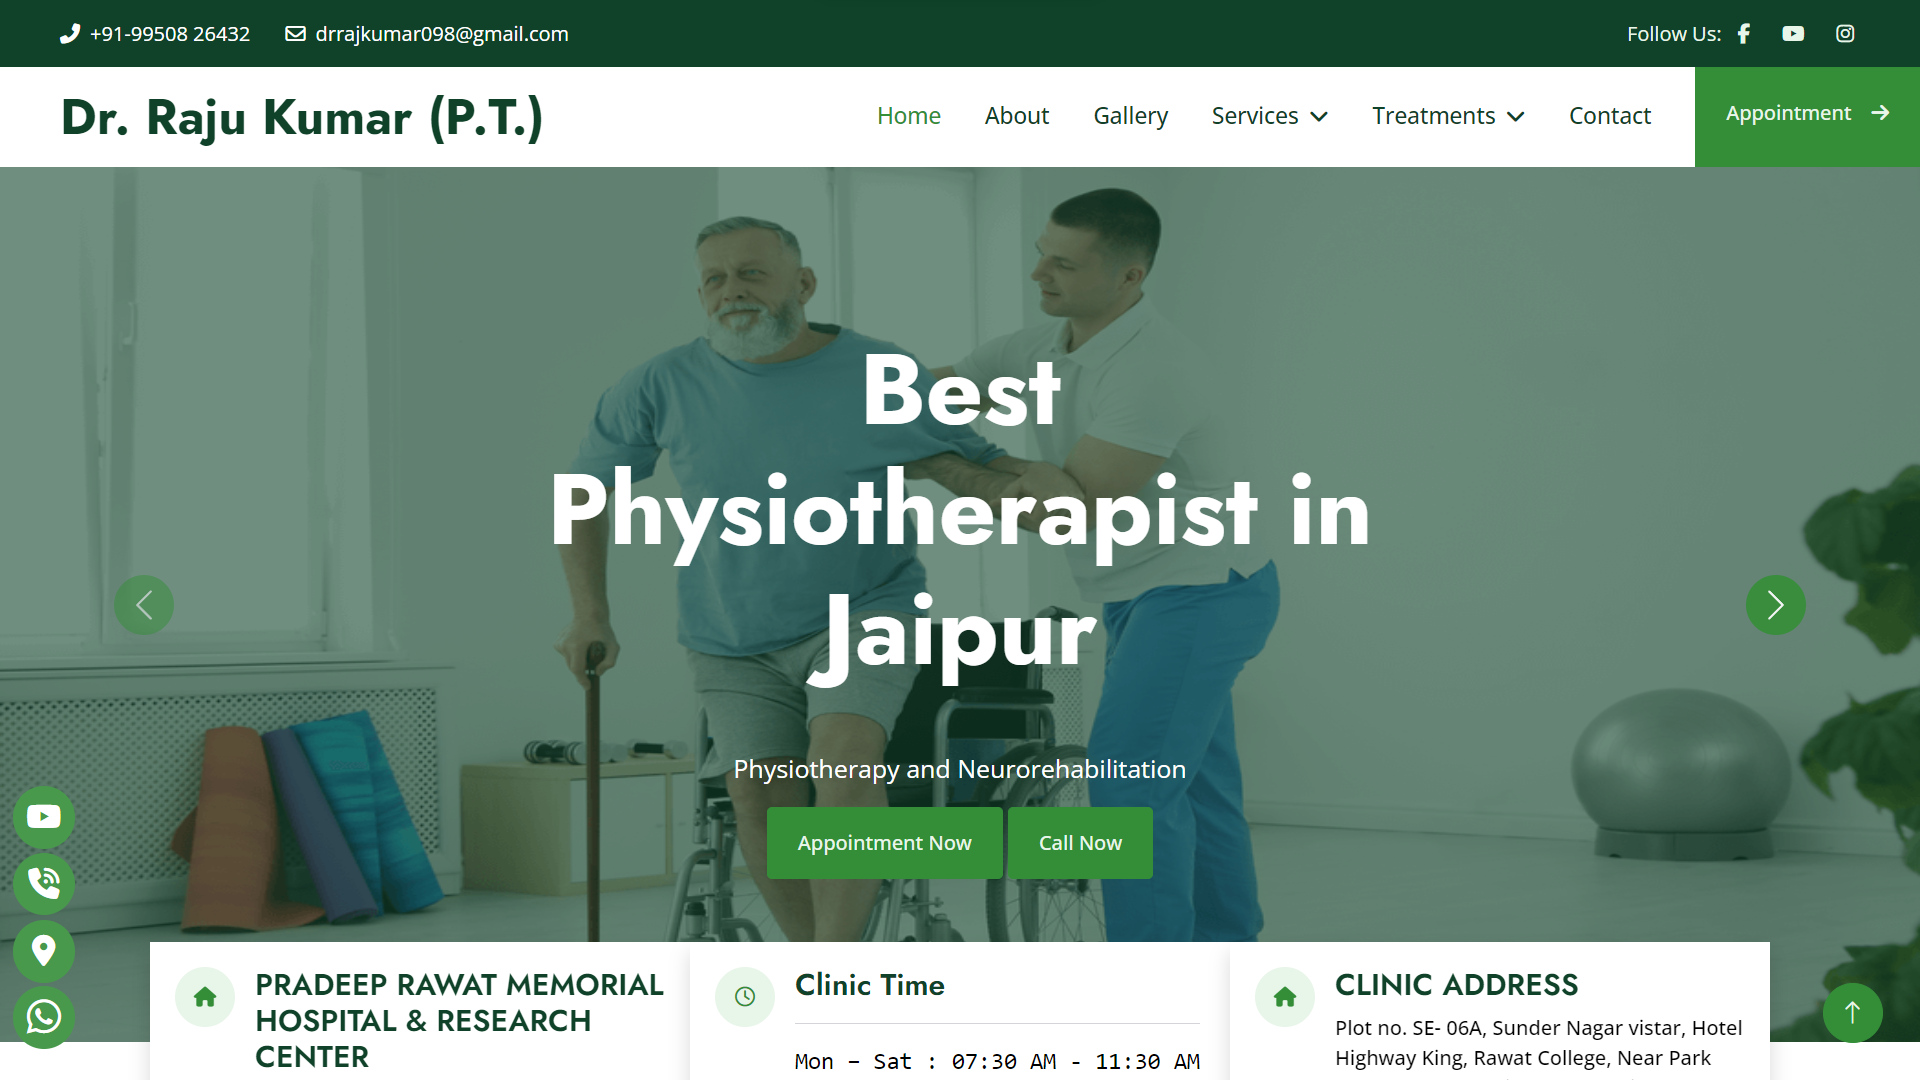 +91-99508 26432
drrajkumar098@gmail.com
Follow Us:
Dr. Raju Kumar (P.T.)
Home
About
Gallery
Services
Treatments
Contact
Appointment
Best
Physiotherapist in
Jaipur
Physiotherapy and Neurorehabilitation
Appointment Now
Call Now
PRADEEP RAWAT MEMORIAL
HOSPITAL & RESEARCH
CENTER
Clinic Time
Mon – Sat : 07:30 AM - 11:30 AM
CLINIC ADDRESS
Plot no. SE- 06A, Sunder Nagar vistar, Hotel
Highway King, Rawat College, Near Park